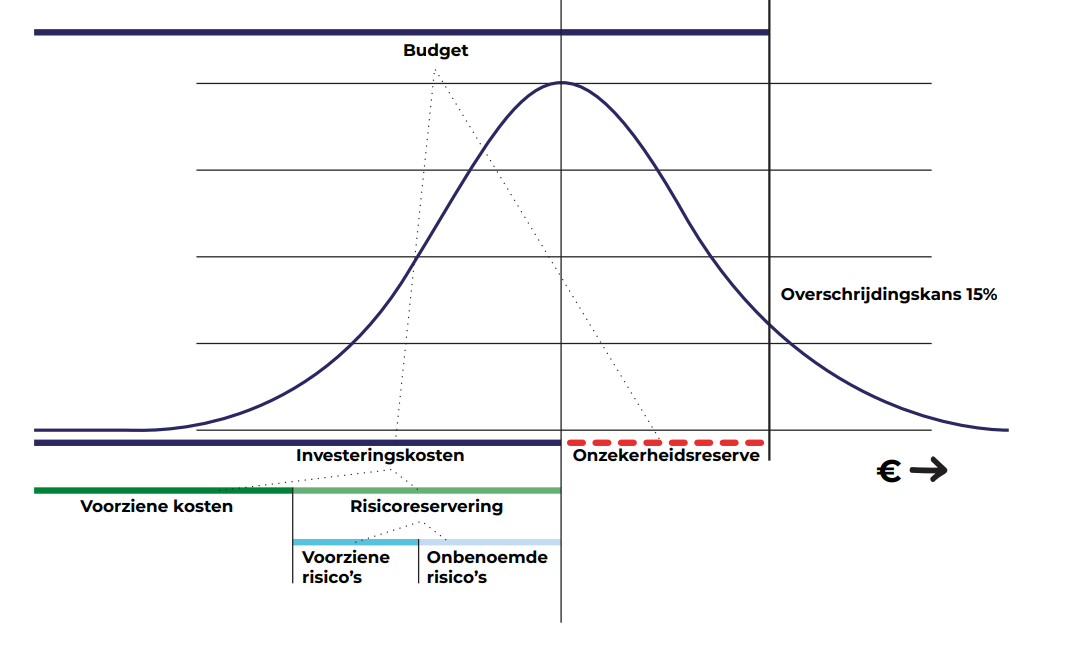 Budget
Overschrijdingskans 15%
Investeringskosten
Onzekerheidsreserve
€
Voorziene kosten
Risicoreservering
Voorziene
risico’s
Onbenoemde
risico’s